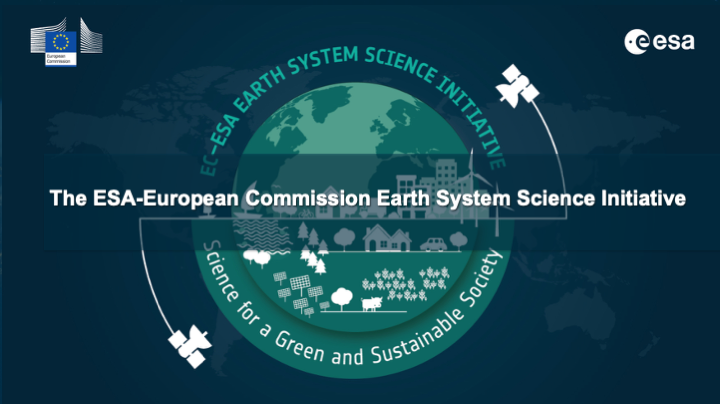 European
Commission
esa
EC-ESA EARTH SYSTEM SCIENCE INITIATIVE
The ESA-European Commission Earth System Science Initiative
Science for a Green and Sustainable Society